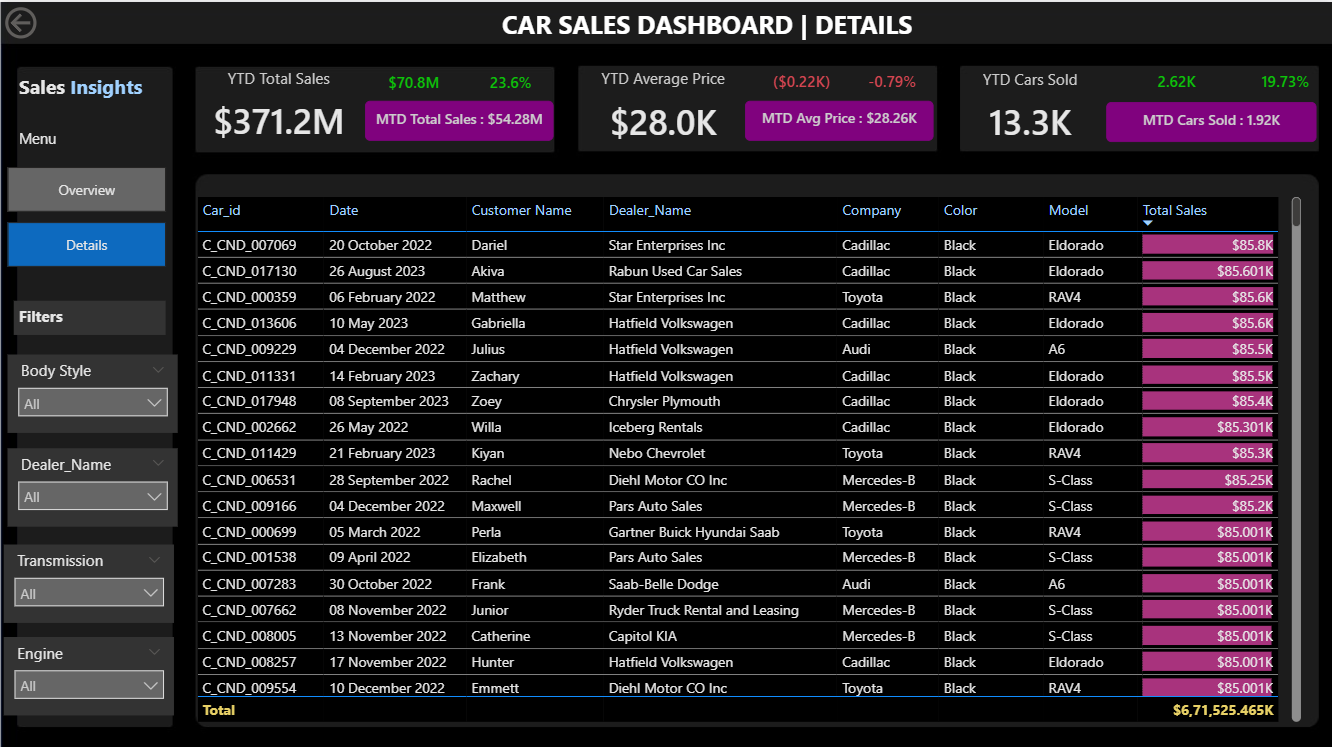 CAR SALES DASHBOARD | DETAILS
Sales Insights
Menu
Overview
Details
Filters
Body Style
All
Dealer_Name
All
Transmission
All
Engine
All
YTD Total Sales $70.8M 23.6%
$371.2M MTD Total Sales : $54.28M
YTD Average Price ($0.22K) -0.79%
$28.0K MTD Avg Price : $28.26K
YTD Cars Sold 2.62K 19.73%
13.3K MTD Cars Sold : 1.92K
Car_id Date Customer Name Dealer_Name Company Color Model Total Sales
C_CND_007069 20 October 2022 Dariel Star Enterprises Inc Cadillac Black Eldorado $85.8K
C_CND_017130 26 August 2023 Akiva Rabun Used Car Sales Cadillac Black Eldorado $85.601K
C_CND_000359 06 February 2022 Matthew Star Enterprises Inc Toyota Black RAV4 $85.6K
C_CND_013606 10 May 2023 Gabriella Hatfield Volkswagen Cadillac Black Eldorado $85.6K
C_CND_009229 04 December 2022 Julius Hatfield Volkswagen Audi Black A6 $85.5K
C_CND_011331 14 February 2023 Zachary Hatfield Volkswagen Cadillac Black Eldorado $85.5K
C_CND_017948 08 September 2023 Zoey Chrysler Plymouth Cadillac Black Eldorado $85.4K
C_CND_002662 26 May 2022 Willa Iceberg Rentals Cadillac Black Eldorado $85.301K
C_CND_011429 21 February 2023 Kiyan Nebo Chevrolet Toyota Black RAV4 $85.3K
C_CND_006531 28 September 2022 Rachel Diehl Motor CO Inc Mercedes-B Black S-Class $85.25K
C_CND_009166 04 December 2022 Maxwell Pars Auto Sales Mercedes-B Black S-Class $85.2K
C_CND_000699 05 March 2022 Perla Gartner Buick Hyundai Saab Toyota Black RAV4 $85.001K
C_CND_001538 09 April 2022 Elizabeth Pars Auto Sales Mercedes-B Black S-Class $85.001K
C_CND_007283 30 October 2022 Frank Saab-Belle Dodge Audi Black A6 $85.001K
C_CND_007662 08 November 2022 Junior Ryder Truck Rental and Leasing Mercedes-B Black S-Class $85.001K
C_CND_008005 13 November 2022 Catherine Capitol KIA Mercedes-B Black S-Class $85.001K
C_CND_008257 17 November 2022 Hunter Hatfield Volkswagen Cadillac Black Eldorado $85.001K
C_CND_009554 10 December 2022 Emmett Diehl Motor CO Inc Toyota Black RAV4 $85.001K
Total $6,71,525.465K